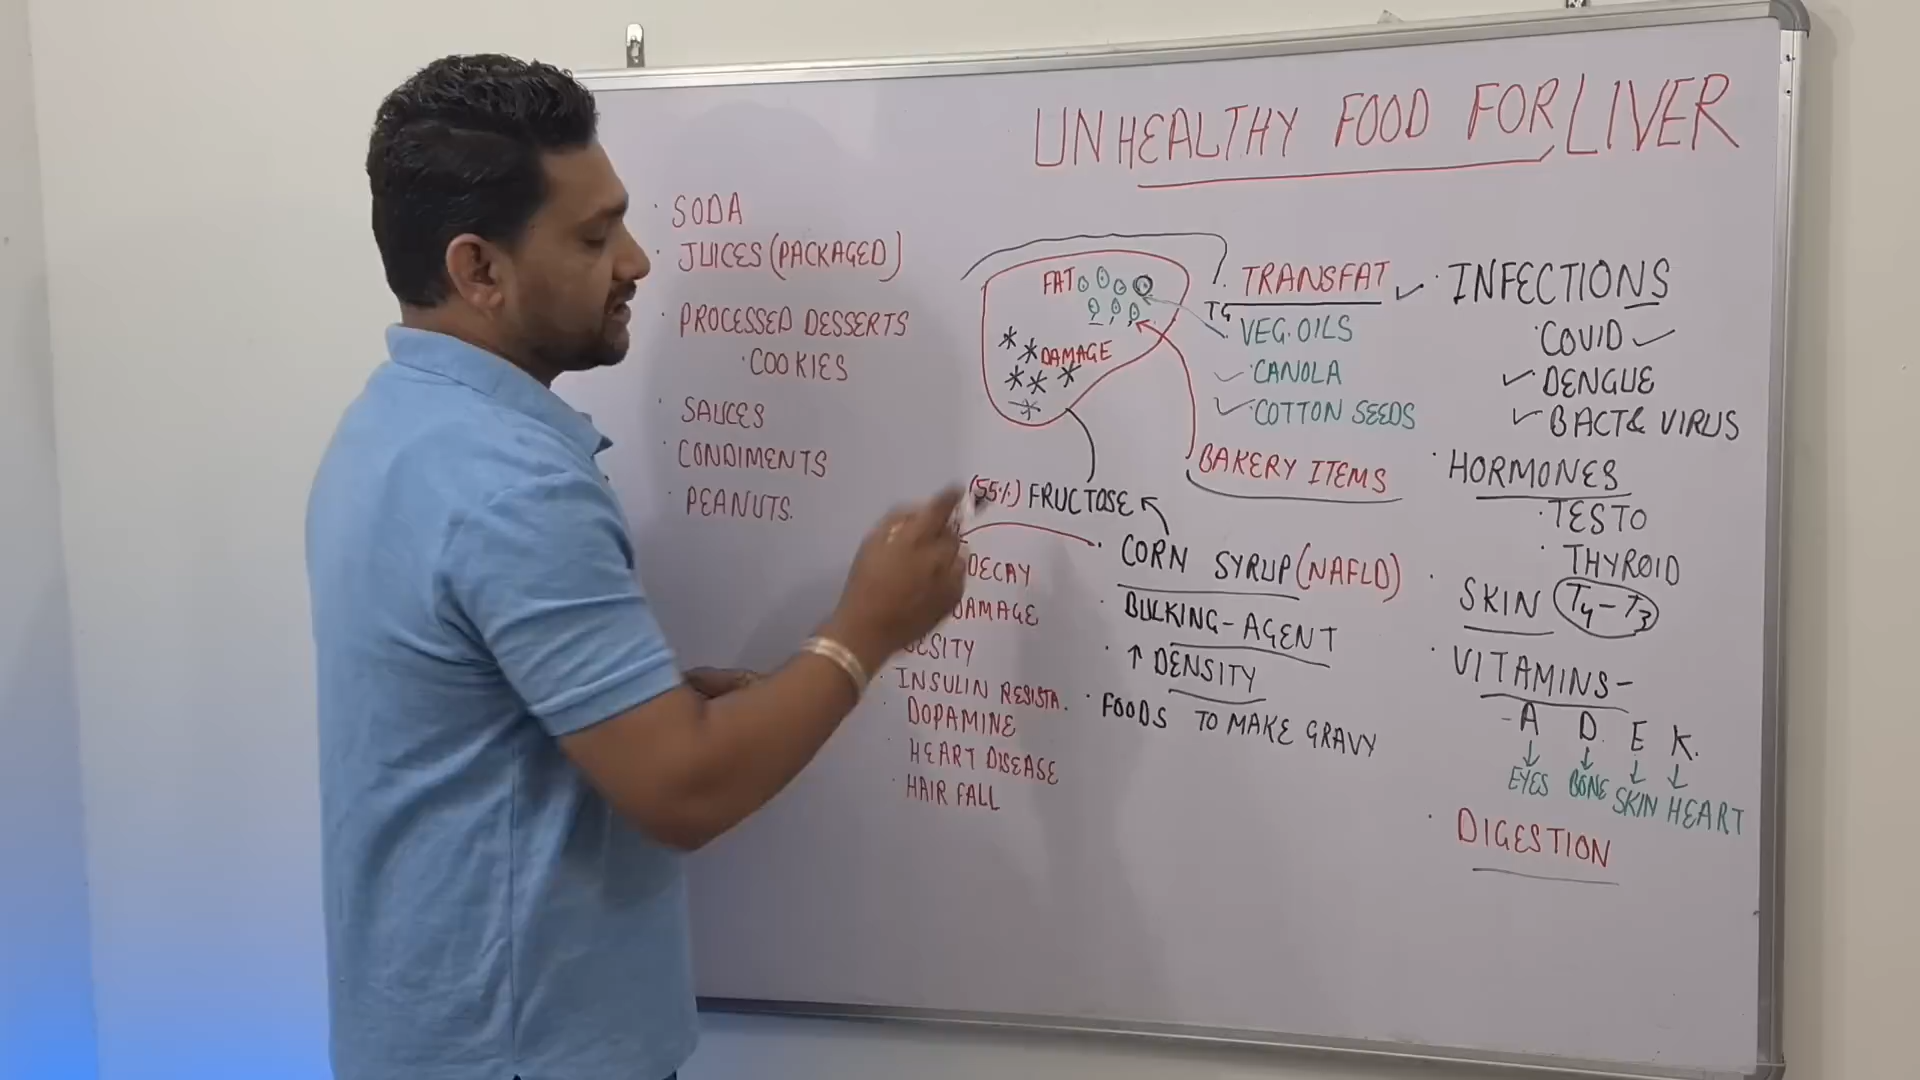 UNHEALTHY FOOD FOR LIVER
· SODA
· JUICES (PACKAGED)
· PROCESSED DESSERTS
· COOKIES
· SAUCES
· CONDIMENTS
· PEANUTS.
FAT
DAMAGE
TG
· TRANSFAT ✓
· VEG. OILS
✓ · CANOLA
✓ · COTTON SEEDS
BAKERY ITEMS
(55%) FRUCTOSE
· CORN SYRUP (NAFLD)
· BULKING-AGENT
· ↑ DENSITY
· FOODS TO MAKE GRAVY
DECAY
DAMAGE
· INSULIN RESISTA.
· DOPAMINE
· HEART DISEASE
· HAIR FALL
· INFECTIONS
· COVID ✓
✓ · DENGUE
✓ · BACT & VIRUS
· HORMONES
· TESTO
· THYROID
T4-T3
· SKIN
· VITAMINS-
- A D E K.
↓ ↓ ↓ ↓
EYES BONE SKIN HEART
· DIGESTION